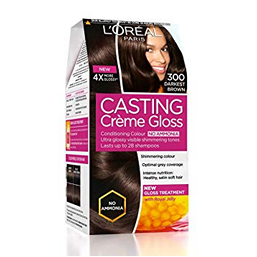 L'ORÉAL
PARIS
NEW
4X MORE
GLOSSY*
300
DARKEST
BROWN
CASTING
Crème Gloss
Conditioning Colour NO AMMONIA
Ultra glossy visible shimmering tones
Lasts up to 28 shampoos
Shimmering colour
Optimal grey coverage
Intense nutrition:
Healthy, satin soft hair
NEW
GLOSS TREATMENT
with Royal Jelly
NO
AMMONIA